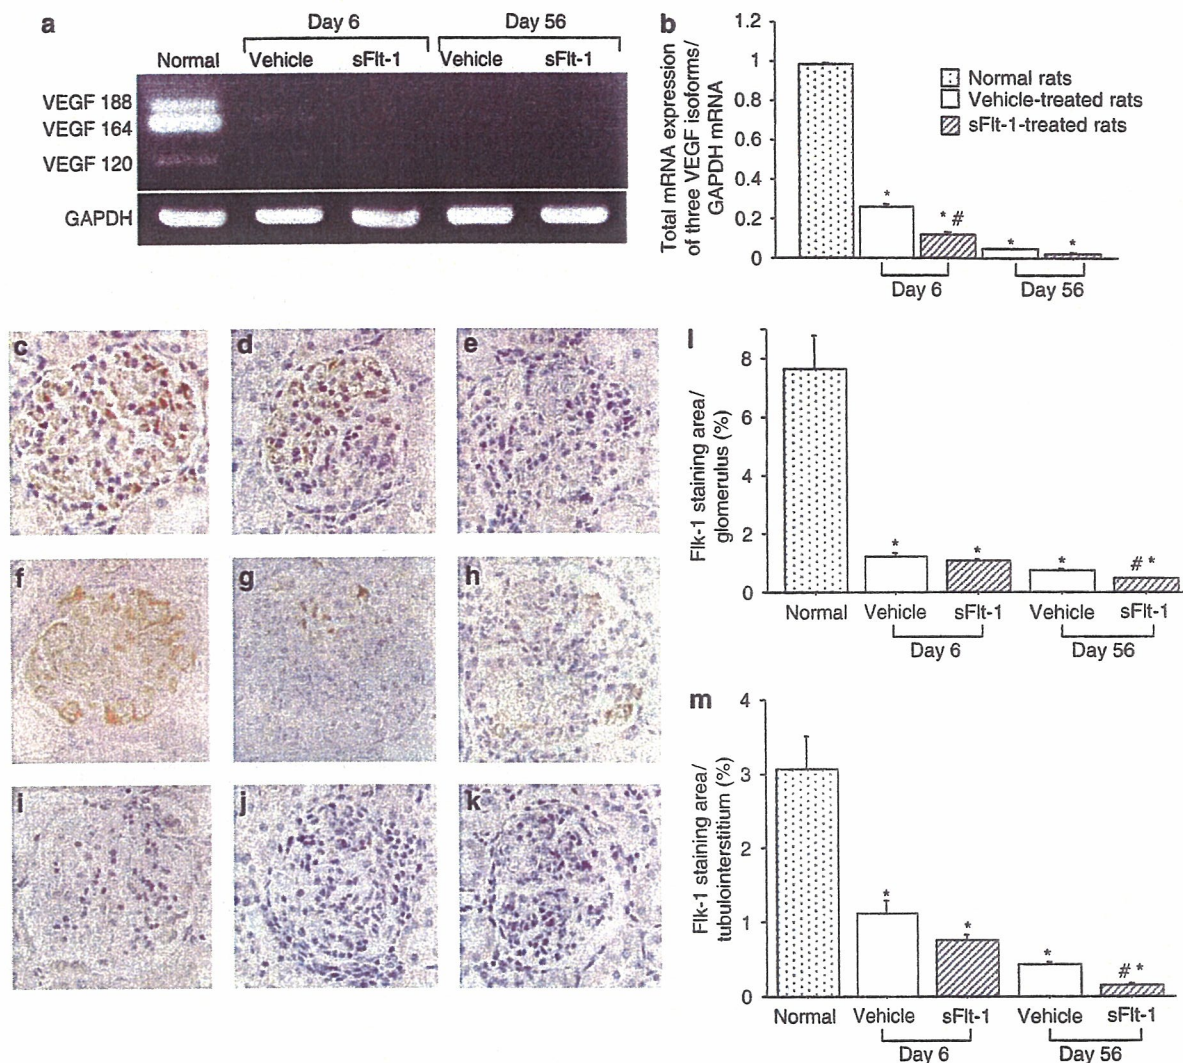 a
Day 6
Day 56
Normal
Vehicle
sFlt-1
Vehicle
sFlt-1
VEGF 188
VEGF 164
VEGF 120
GAPDH
b
Total mRNA expression
of three VEGF isoforms/
GAPDH mRNA
1.2
1
0.8
0.6
0.4
0.2
0
Normal rats
Vehicle-treated rats
sFlt-1-treated rats
*
* #
*
*
Day 6
Day 56
c
d
e
f
g
h
i
j
k
l
Flk-1 staining area/
glomerulus (%)
8
6
4
2
0
*
*
*
# *
Normal
Vehicle
sFlt-1
Vehicle
sFlt-1
Day 6
Day 56
m
Flk-1 staining area/
tubulointerstitium (%)
4
3
2
1
0
*
*
*
# *
Normal
Vehicle
sFlt-1
Vehicle
sFlt-1
Day 6
Day 56